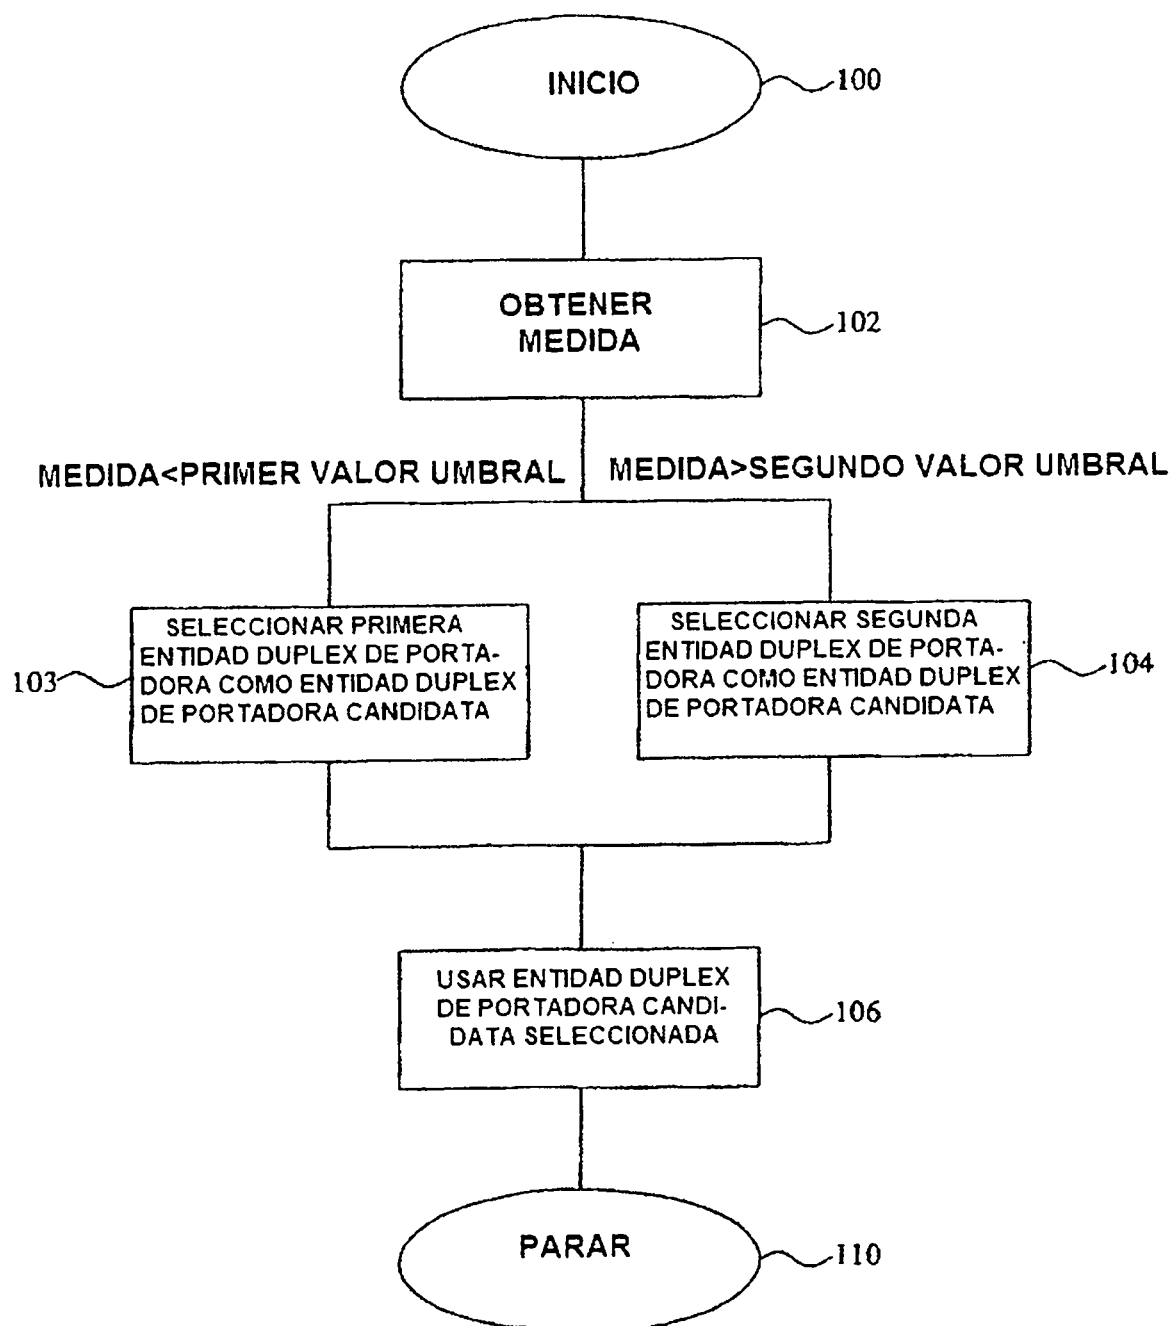 INICIO
100
OBTENER
MEDIDA
102
MEDIDA<PRIMER VALOR UMBRAL
MEDIDA>SEGUNDO VALOR UMBRAL
SELECCIONAR PRIMERA
ENTIDAD DUPLEX DE PORTA-
DORA COMO ENTIDAD DUPLEX
DE PORTADORA CANDIDATA
103
SELECCIONAR SEGUNDA
ENTIDAD DUPLEX DE PORTA-
DORA COMO ENTIDAD DUPLEX
DE PORTADORA CANDIDATA
104
USAR ENTIDAD DUPLEX
DE PORTADORA CANDI-
DATA SELECCIONADA
106
PARAR
110